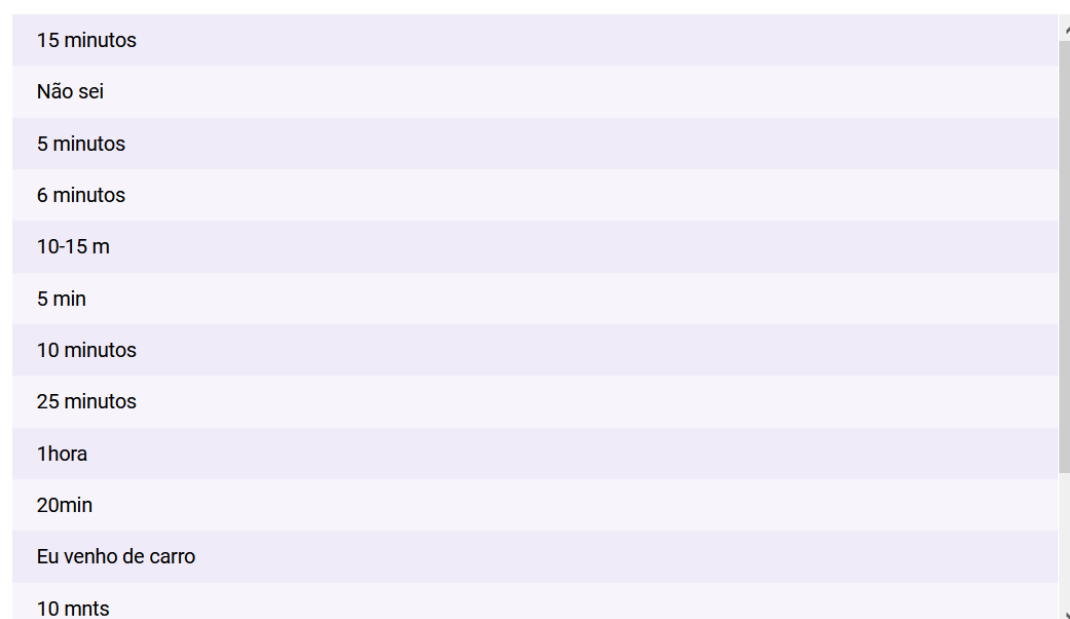 15 minutos
Não sei
5 minutos
6 minutos
10-15 m
5 min
10 minutos
25 minutos
1hora
20min
Eu venho de carro
10 mnts